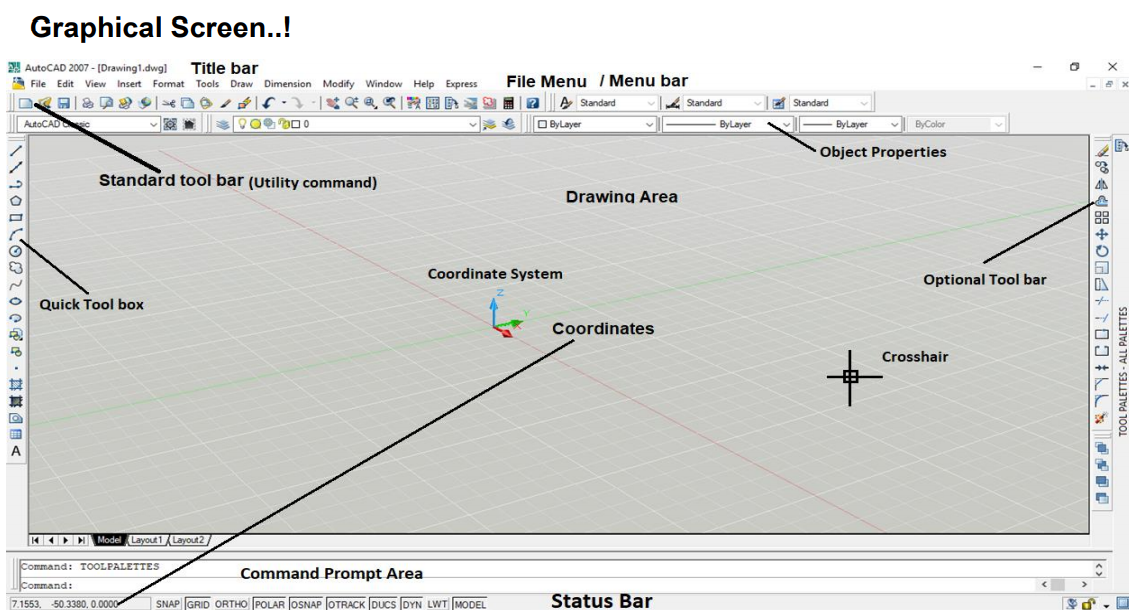 Graphical Screen..!
AutoCAD 2007 - [Drawing1.dwg]
Title bar
File Edit View Insert Format Tools Draw Dimension Modify Window Help Express
File Menu / Menu bar
Standard Standard Standard
AutoCAD Classic 0 ByLayer ByLayer ByLayer ByColor
Object Properties
Standard tool bar (Utility command)
Drawing Area
Coordinate System
Optional Tool bar
Z
Quick Tool box
Y
X
Coordinates
TOOL PALETTES - ALL PALETTES
Crosshair
A
Model Layout1 Layout2
Command: TOOLPALETTES
Command Prompt Area
Command:
7.1553, -50.3380, 0.0000 SNAP GRID ORTHO POLAR OSNAP OTRACK DUCS DYN LWT MODEL
Status Bar